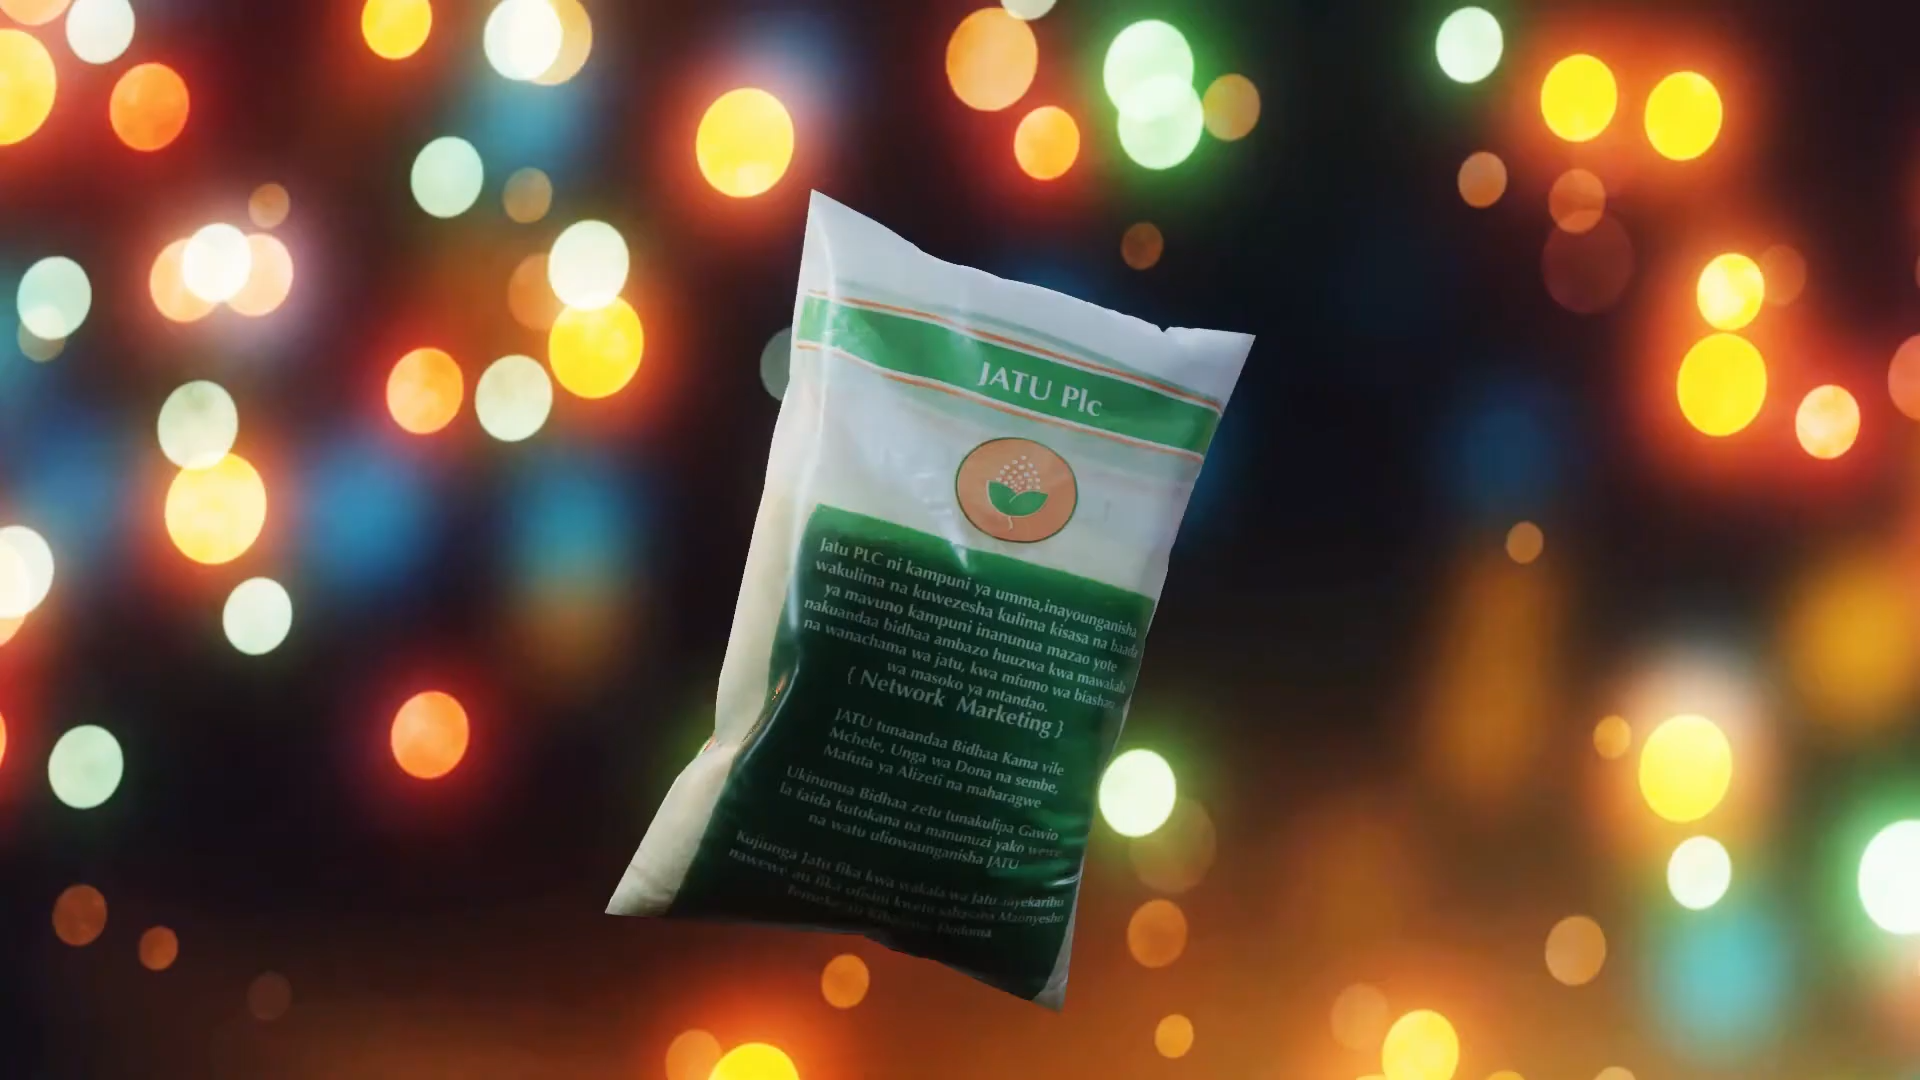 JATU Plc
Jatu PLC ni kampuni ya umma,inayounganisha
wakulima na kuwezesha kulima kisasa na baada
ya mavuno kampuni inanunua mazao yote
nakuandaa bidhaa ambazo huuzwa kwa mawakala
na wanachama wa jatu, kwa mfumo wa biashara
wa masoko ya mtandao.
{ Network Marketing }
JATU tunaandaa Bidhaa Kama vile
Mchele, Unga wa Dona na sembe,
Mafuta ya Alizeti na maharagwe
Ukinunua Bidhaa zetu tunakulipa Gawio
la faida kutokana na manunuzi yako wewe
na watu uliowaunganisha JATU
Kujiunga Jatu fika kwa wakala wa Jatu aliyekaribu
nawewe au fika ofisini kwetu sabasaba Maonyesho
Dodoma